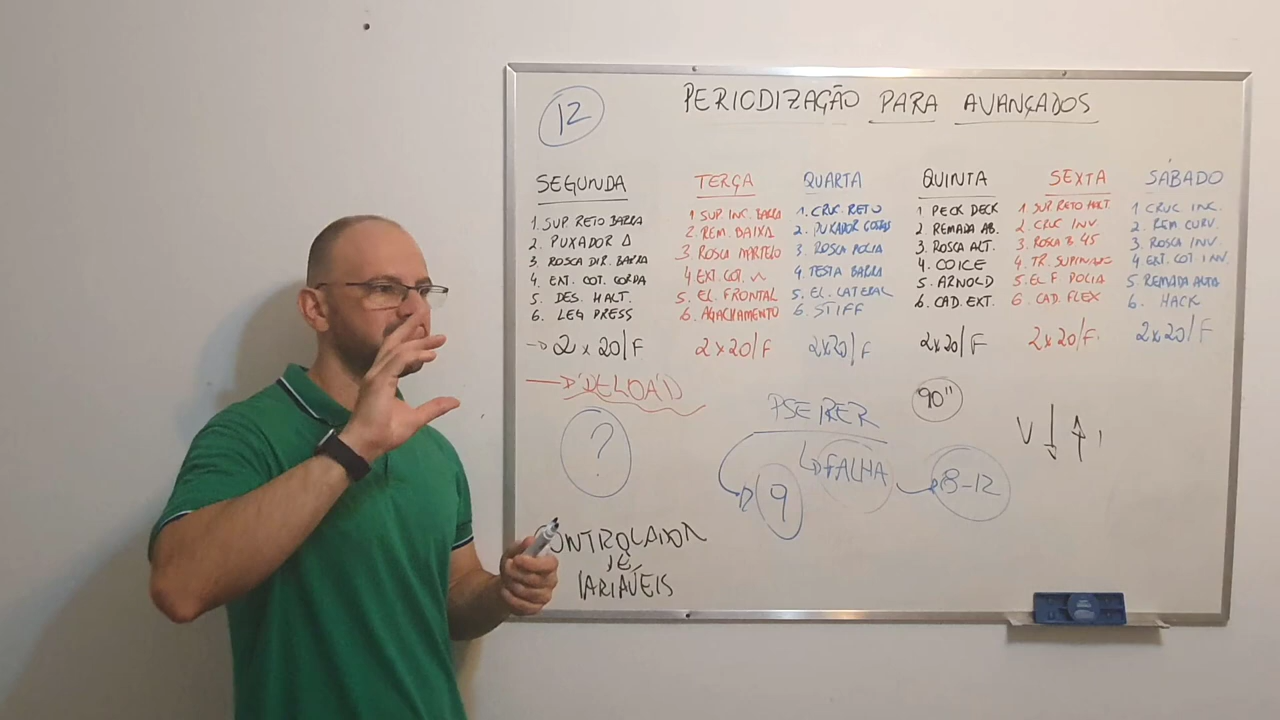 12
PERIODIZAÇÃO PARA AVANÇADOS
SEGUNDA
1. SUP. RETO BARRA
2. PUXADOR Δ
3. ROSCA DIR. BARRA
4. EXT. COT. CORDA
5. DES. HALT.
6. LEG PRESS
→ 2 x 20/F
TERÇA
1 SUP. INC. BARRA
2. REM. BAIXA
3. ROSCA MARTELO
4 EXT. COT. V
5. EL. FRONTAL
6. AGACHAMENTO
2 x 20/F
QUARTA
1. CRUC. RETO
2. PUXADOR COSTAS
3. ROSCA POLIA
4. TESTA BARRA
5. EL. LATERAL
6. STIFF
2x20/F
QUINTA
1 PECK DECK
2. REMADA AB.
3. ROSCA ALT.
4. COICE
5. ARNOLD
6. CAD. EXT.
2 x 20/F
SEXTA
1. SUP RETO HALT.
2. CRUC INV.
3. ROSCA B. 45
4. TR. SUPINADO
5. EL F POLIA
6. CAD. FLEX
2 x 20/F.
SÁBADO
1 CRUC INC.
2. REM CURV.
3. ROSCA INV.
4. EXT. COT INV.
5 REMADA ALTA
6. HACK
2x20/F
→ DELOAD
?
PSE RER
9
→ FALHA
→ 8-12
90"
V ↓ ↑ I
ONTROLADOR
DE
VARIAVEIS